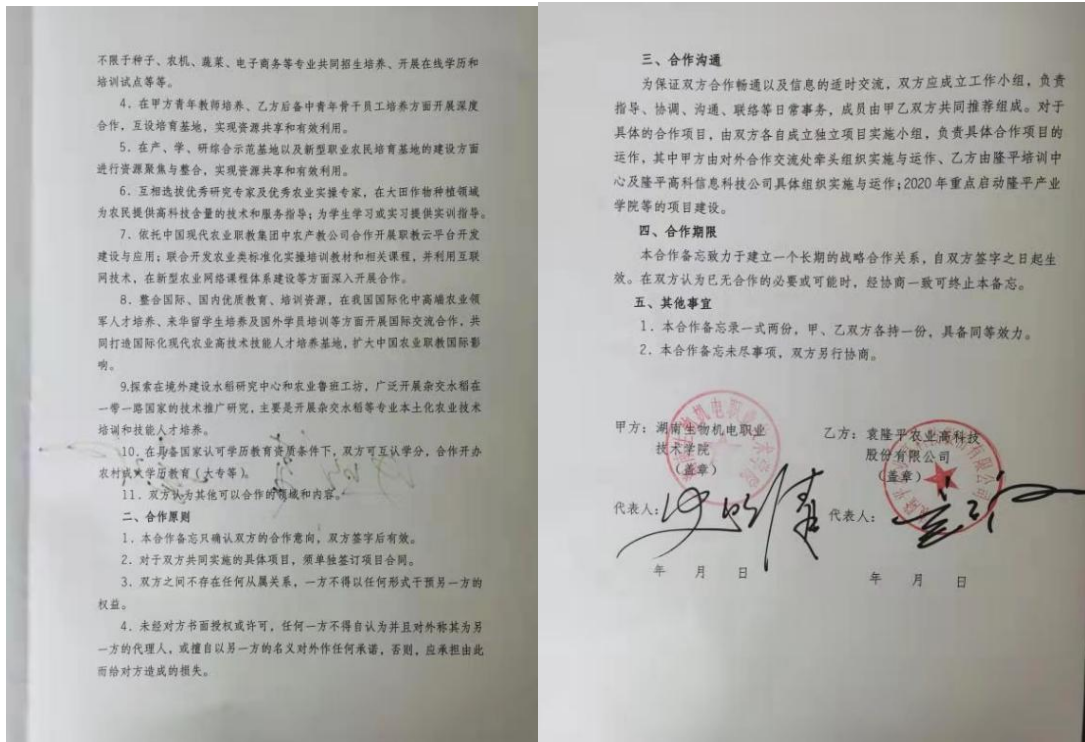 不限于种子、农机、蔬菜、电子商务等专业共同招生培养、开展在线学历和
培训试点等等。
4. 在甲方青年教师培养、乙方后备中青年骨干员工培养方面开展深度
合作，互设培育基地，实现资源共享和有效利用。
5. 在产、学、研综合示范基地以及新型职业农民培育基地的建设方面
进行资源聚焦与整合，实现资源共享和有效利用。
6. 互相选拔优秀研究专家及优秀农业实操专家，在大田作物种植领域
为农民提供高科技含量的技术和服务指导；为学生学习或实习提供实训指导。
7. 依托中国现代农业职教集团中农产教公司合作开展职教云平台开发
建设与应用；联合开发农业类标准化实操培训教材和相关课程，并利用互联
网技术，在新型农业网络课程体系建设等方面深入开展合作。
8. 整合国际、国内优质教育、培训资源，在我国国际化中高端农业领
军人才培养、来华留学生培养及国外学员培训等方面开展国际交流合作，共
同打造国际化现代农业高技术技能人才培养基地，扩大中国农业职教国际影
响。
9.探索在境外建设水稻研究中心和农业鲁班工坊，广泛开展杂交水稻在
一带一路国家的技术推广研究，主要是开展杂交水稻等专业本土化农业技术
培训和技能人才培养。
10. 在具备国家认可学历教育资质条件下，双方可互认学分，合作开办
农村成人学历教育（大专等）。
11. 双方认为其他可以合作的领域和内容。
二、合作原则
1. 本合作备忘只确认双方的合作意向，双方签字后有效。
2. 对于双方共同实施的具体项目，须单独签订项目合同。
3. 双方之间不存在任何从属关系，一方不得以任何形式干预另一方的
权益。
4. 未经对方书面授权或许可，任何一方不得自认为并且对外称其为另
一方的代理人，或擅自以另一方的名义对外作任何承诺，否则，应承担由此
而给对方造成的损失。
三、合作沟通
为保证双方合作畅通以及信息的适时交流，双方应成立工作小组，负责
指导、协调、沟通、联络等日常事务，成员由甲乙双方共同推荐组成。对于
具体的合作项目，由双方各自成立独立项目实施小组，负责具体合作项目的
运作，其中甲方由对外合作交流处牵头组织实施与运作、乙方由隆平培训中
心及隆平高科信息科技公司具体组织实施与运作；2020年重点启动隆平产业
学院等的项目建设。
四、合作期限
本合作备忘致力于建立一个长期的战略合作关系，自双方签字之日起生
效。在双方认为已无合作的必要或可能时，经协商一致可终止本备忘。
五、其他事宜
1. 本合作备忘录一式两份，甲、乙双方各持一份，具备同等效力。
2. 本合作备忘未尽事项，双方另行协商。
甲方：湖南生物机电职业
技术学院
（盖章）
代表人：
年 月 日
乙方：袁隆平农业高科技
股份有限公司
（盖章）
代表人：
年 月 日